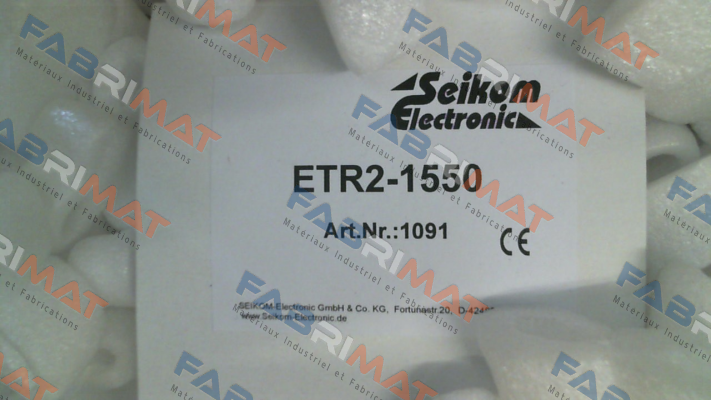 Seikom
Electronic
ETR2-1550
Art.Nr.:1091
CE
SEIKOM-Electronic GmbH & Co. KG, Fortunastr.20,
www.Seikom-Electronic.de
FABRIMAT
Materiaux Industriel et Fabrications